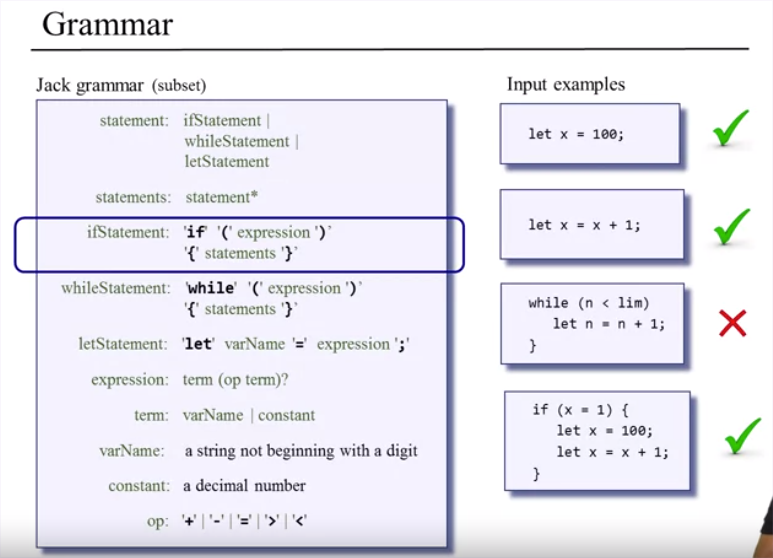 Grammar
Jack grammar (subset)
statement: ifStatement |
whileStatement |
letStatement
statements: statement*
ifStatement: 'if' '(' expression ')'
'{' statements '}'
whileStatement: 'while' '(' expression ')'
'{' statements '}'
letStatement: 'let' varName '=' expression ';'
expression: term (op term)?
term: varName | constant
varName: a string not beginning with a digit
constant: a decimal number
op: '+' | '-' | '=' | '>' | '<'
Input examples
let x = 100;
let x = x + 1;
while (n < lim)
let n = n + 1;
}
if (x = 1) {
let x = 100;
let x = x + 1;
}